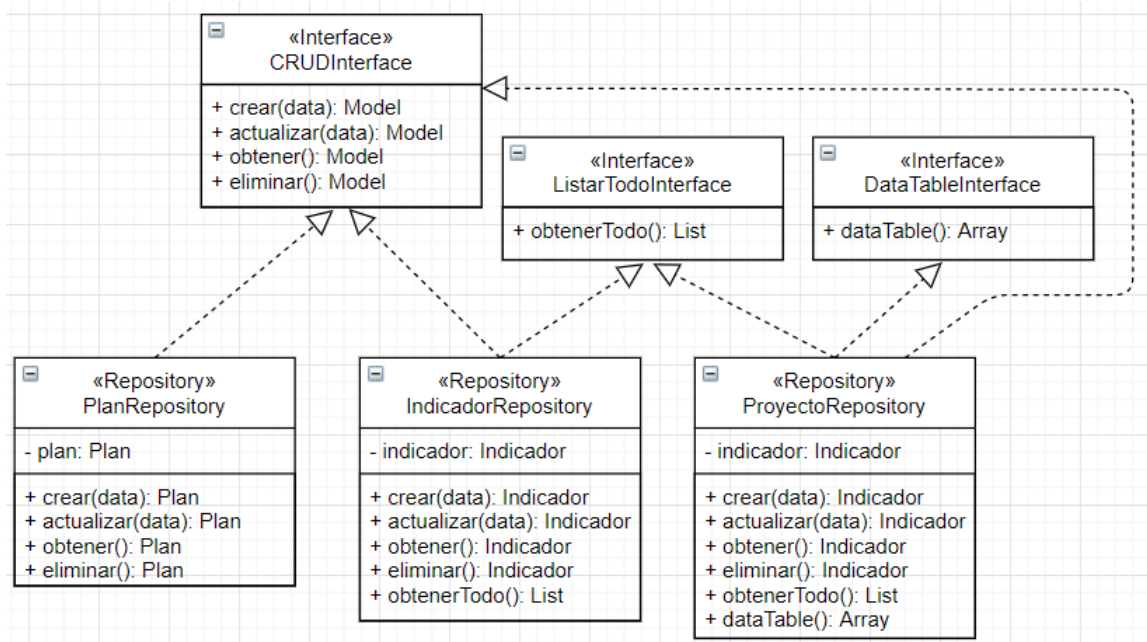 «Interface»
CRUDInterface
+ crear(data): Model
+ actualizar(data): Model
+ obtener(): Model
+ eliminar(): Model
«Interface»
ListarTodoInterface
+ obtenerTodo(): List
«Interface»
DataTableInterface
+ dataTable(): Array
«Repository»
PlanRepository
- plan: Plan
+ crear(data): Plan
+ actualizar(data): Plan
+ obtener(): Plan
+ eliminar(): Plan
«Repository»
IndicadorRepository
- indicador: Indicador
+ crear(data): Indicador
+ actualizar(data): Indicador
+ obtener(): Indicador
+ eliminar(): Indicador
+ obtenerTodo(): List
«Repository»
ProyectoRepository
- indicador: Indicador
+ crear(data): Indicador
+ actualizar(data): Indicador
+ obtener(): Indicador
+ eliminar(): Indicador
+ obtenerTodo(): List
+ dataTable(): Array